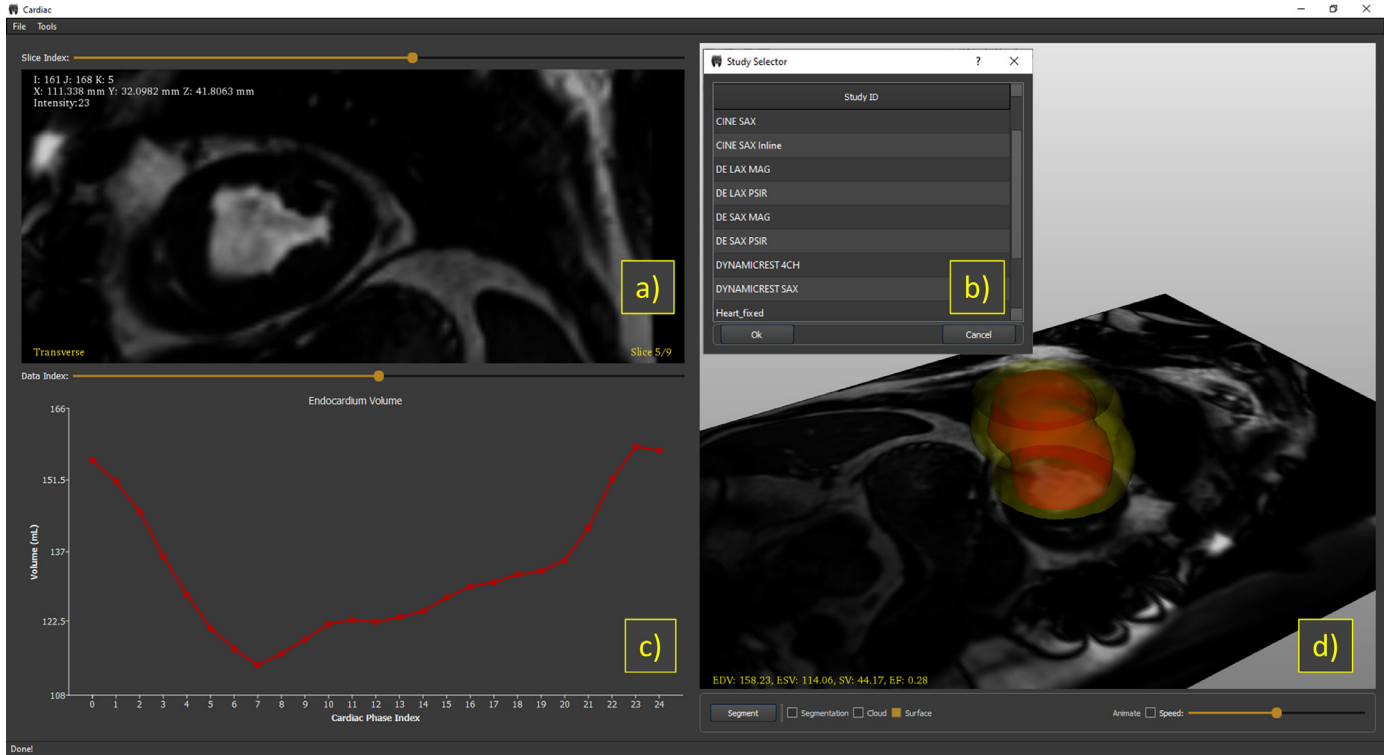 Cardiac
File Tools
Slice Index:
I: 161 J: 168 K: 5
X: 111.338 mm Y: 32.0982 mm Z: 41.8063 mm
Intensity:23
a)
Transverse
Slice 5/9
Data Index:
Endocardium Volume
166
151.5
137
122.5
108
Volume (mL)
0 1 2 3 4 5 6 7 8 9 10 11 12 13 14 15 16 17 18 19 20 21 22 23 24
Cardiac Phase Index
c)
Study Selector ?
Study ID
CINE SAX
CINE SAX Inline
DE LAX MAG
DE LAX PSIR
DE SAX MAG
DE SAX PSIR
DYNAMICREST 4CH
DYNAMICREST SAX
Heart_fixed
b)
Ok Cancel
d)
EDV: 158.23, ESV: 114.06, SV: 44.17, EF: 0.28
Segment Segmentation Cloud Surface Animate Speed:
Done!